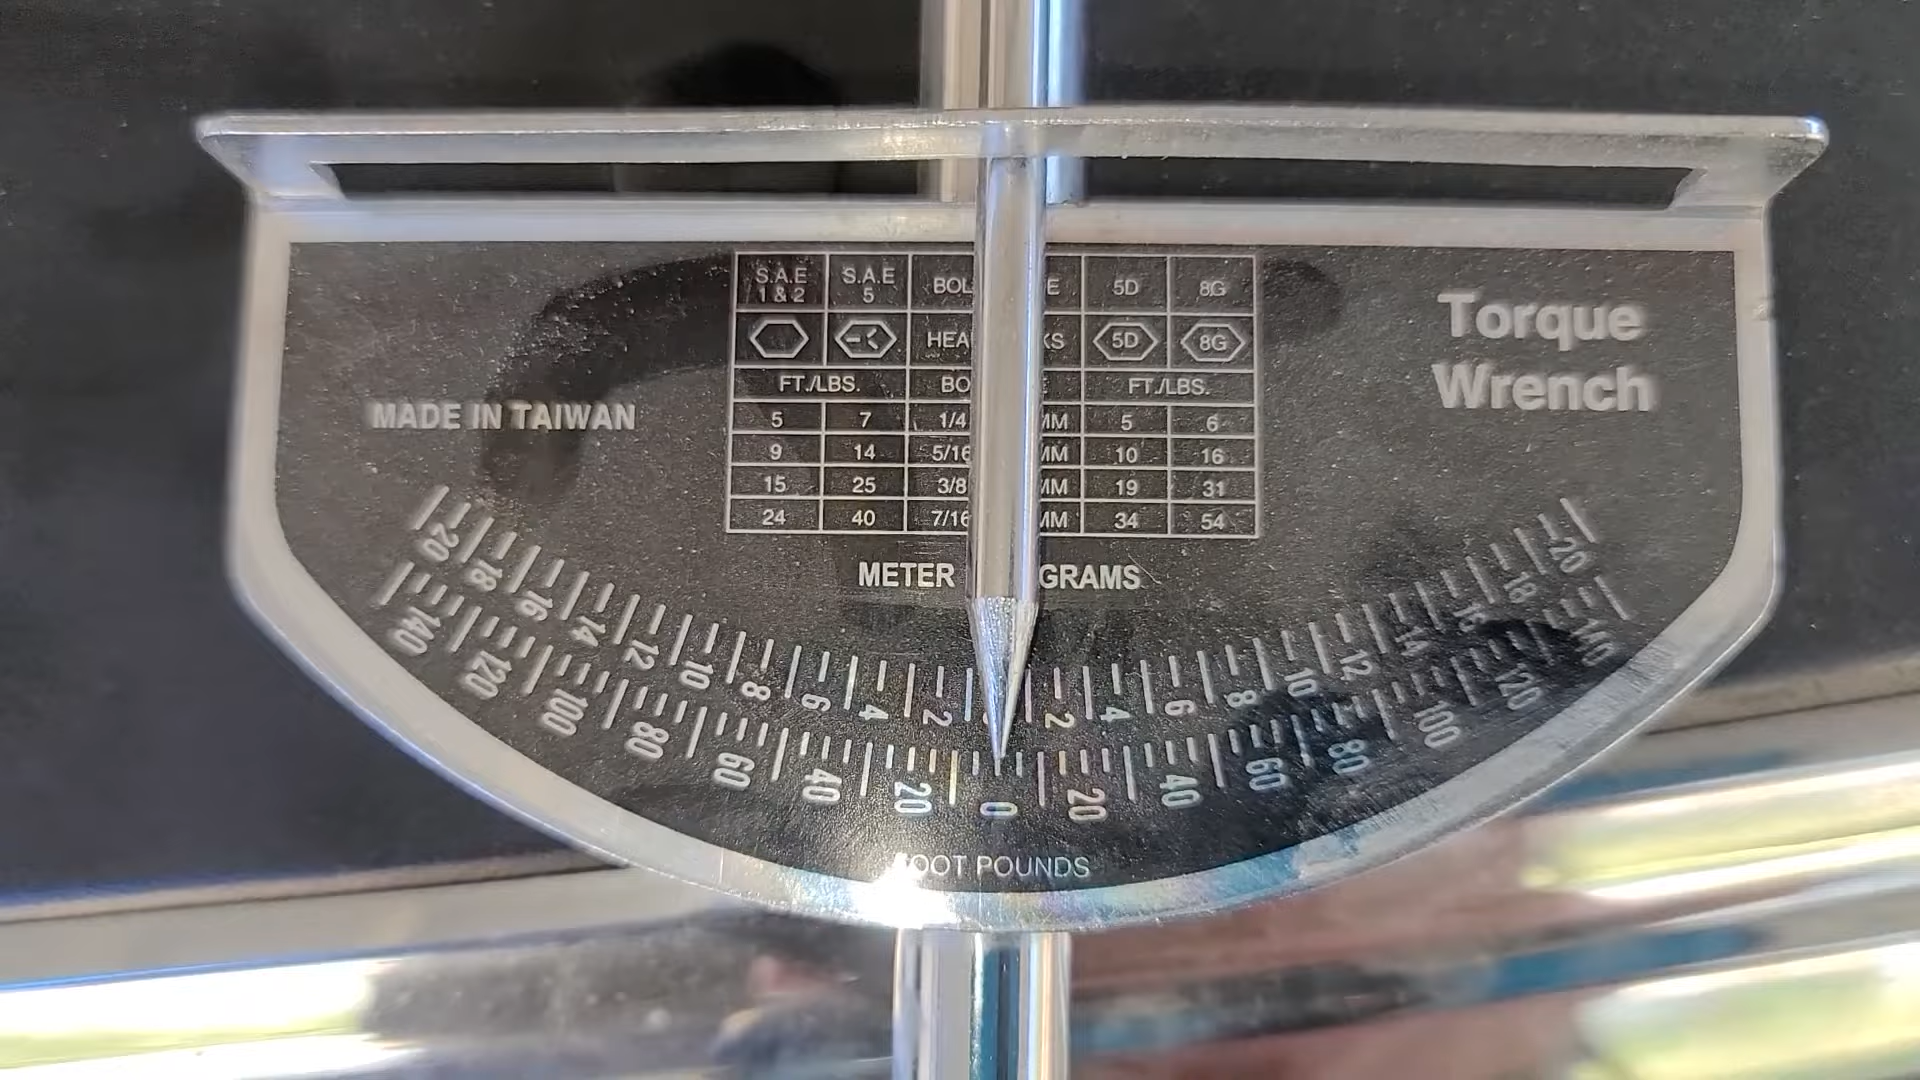 S.A.E 1 & 2 S.A.E 5 5D 8G
5D 8G
FT./LBS. FT./LBS.
5 7 1/4 MM 5 6
9 14 5/16 MM 10 16
15 25 3/8 MM 19 31
24 40 7/16 MM 34 54
Torque
Wrench
MADE IN TAIWAN
METER GRAMS
20 18 16 14 12 10 8 6 4 2 2 4 6 8 10 12 14 16 18 20
140 120 100 80 60 40 20 0 20 40 60 80 100 120 140
POUNDS